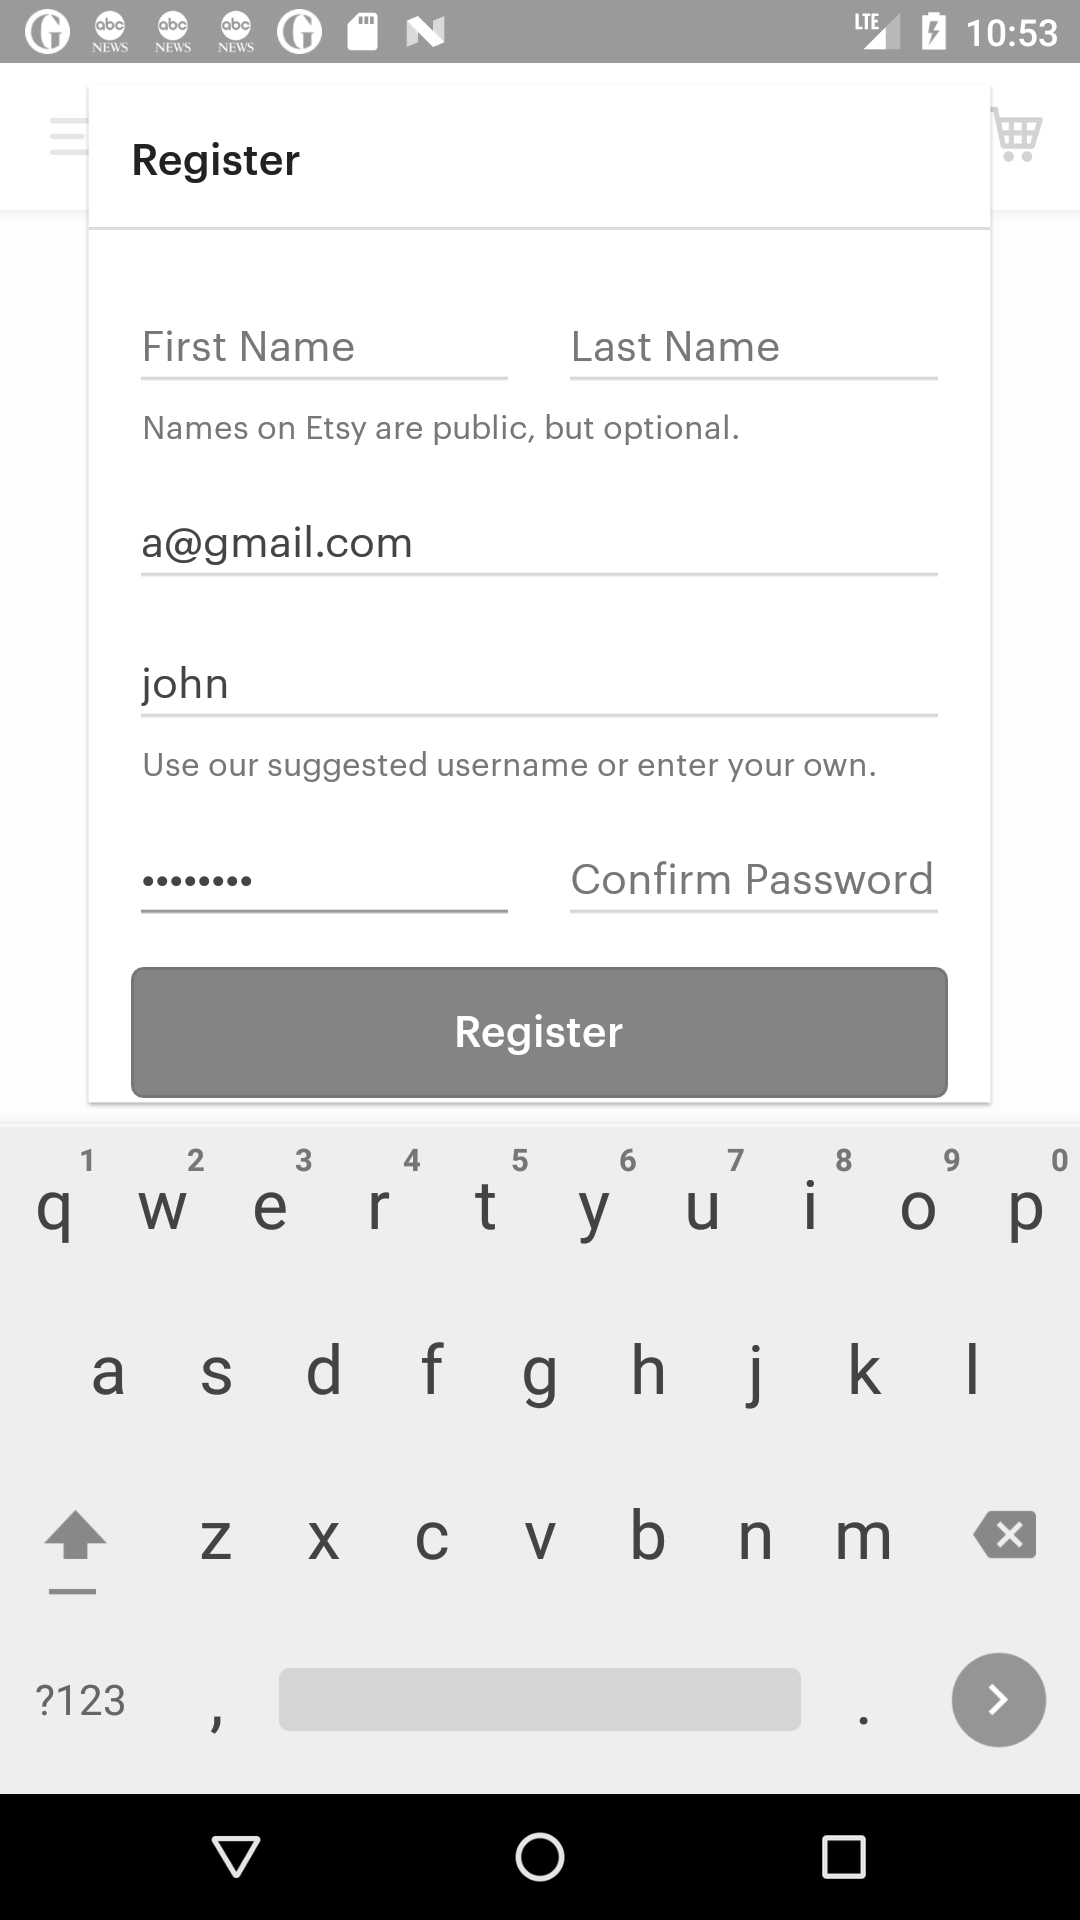 abc NEWS abc NEWS abc NEWS LTE 10:53
Register
First Name Last Name
Names on Etsy are public, but optional.
a@gmail.com
john
Use our suggested username or enter your own.
•••••••• Confirm Password
Register
1 2 3 4 5 6 7 8 9 0
q w e r t y u i o p
a s d f g h j k l
z x c v b n m
?123 , .